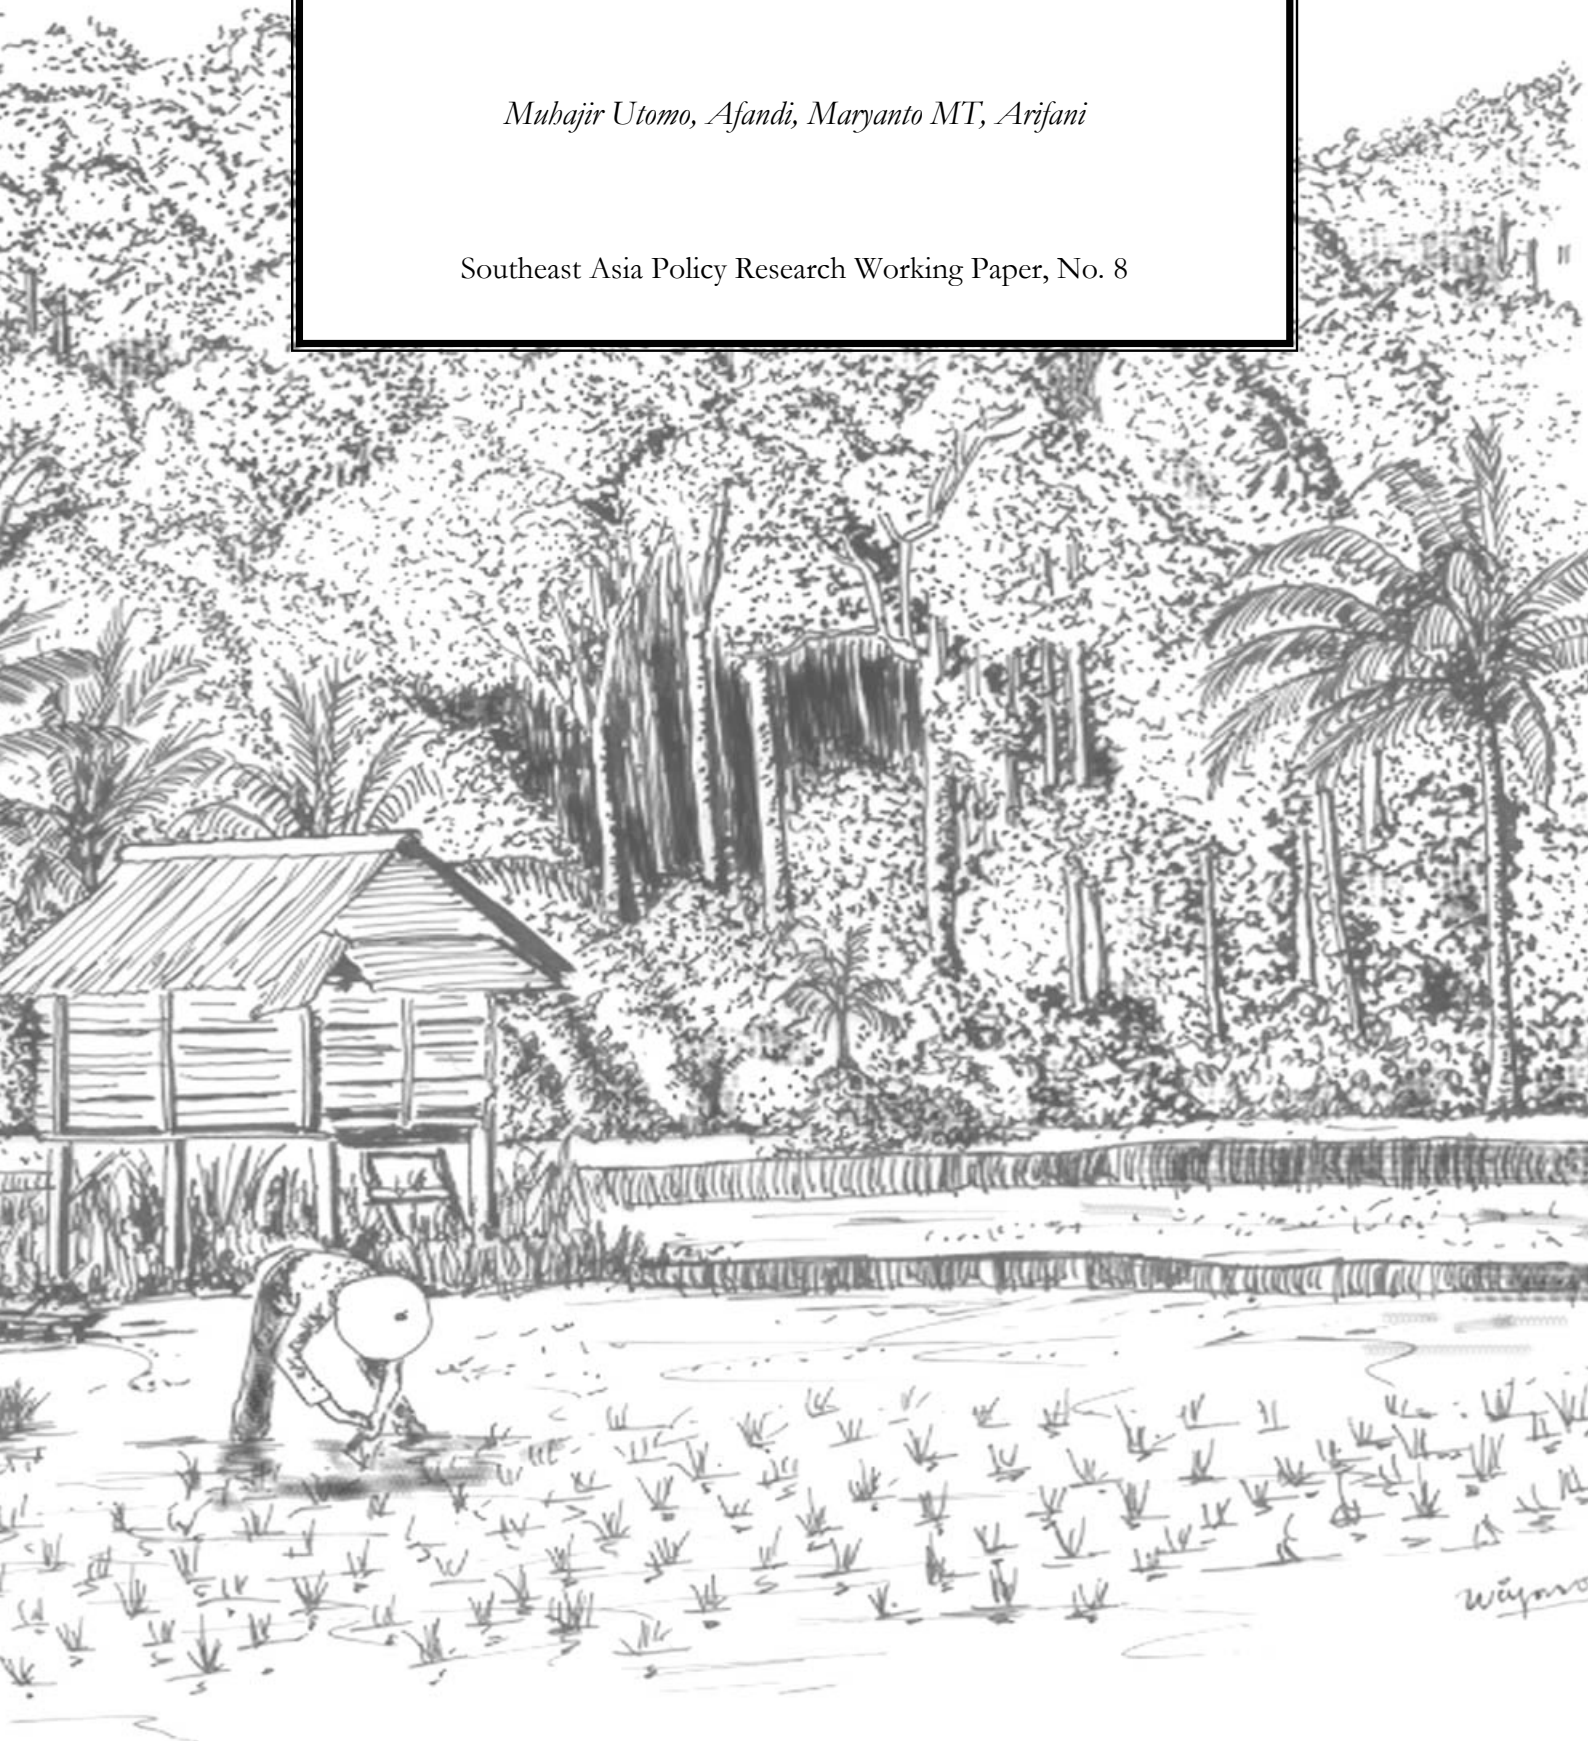 Muhajir Utomo, Afandi, Maryanto MT, Arifani
Southeast Asia Policy Research Working Paper, No. 8